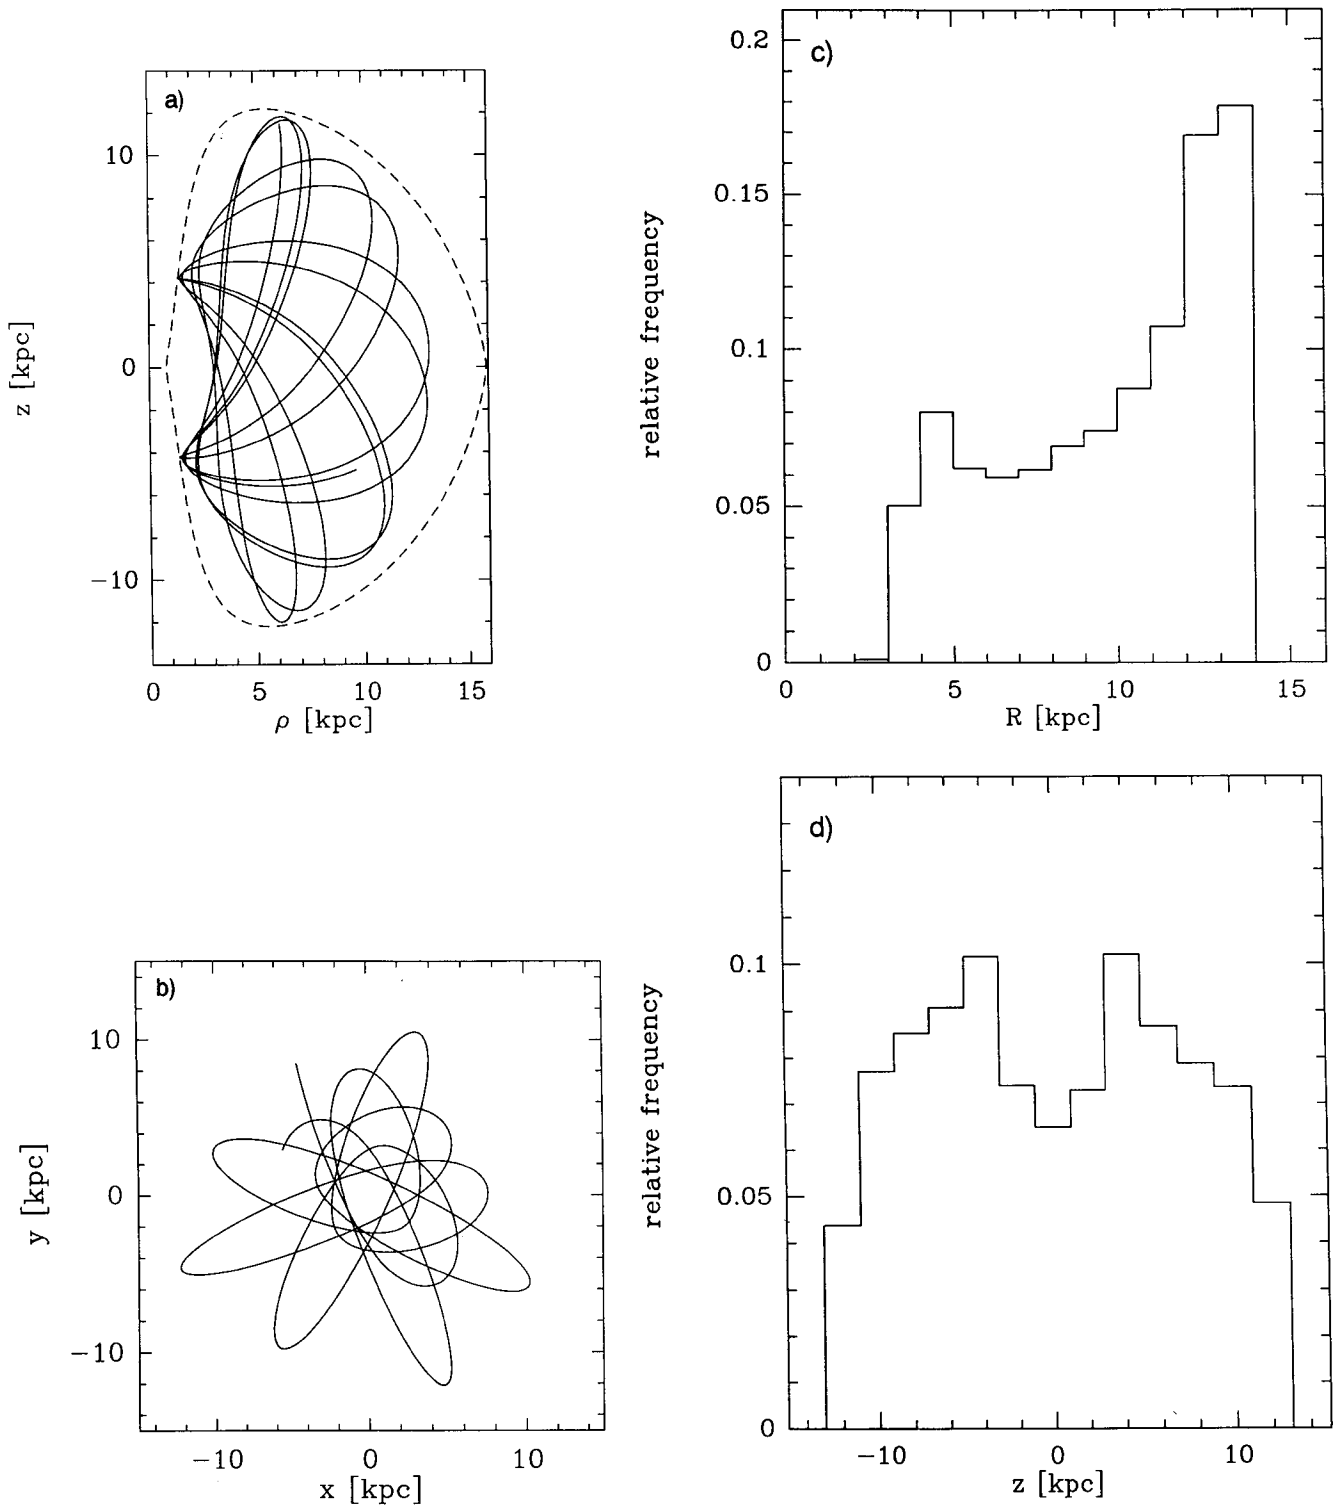 a)
10
0
−10
z [kpc]
0 5 10 15
ρ [kpc]
c)
0.2
0.15
0.1
0.05
0
relative frequency
0 5 10 15
R [kpc]
b)
10
0
−10
y [kpc]
−10 0 10
x [kpc]
d)
0.1
0.05
0
relative frequency
−10 0 10
z [kpc]